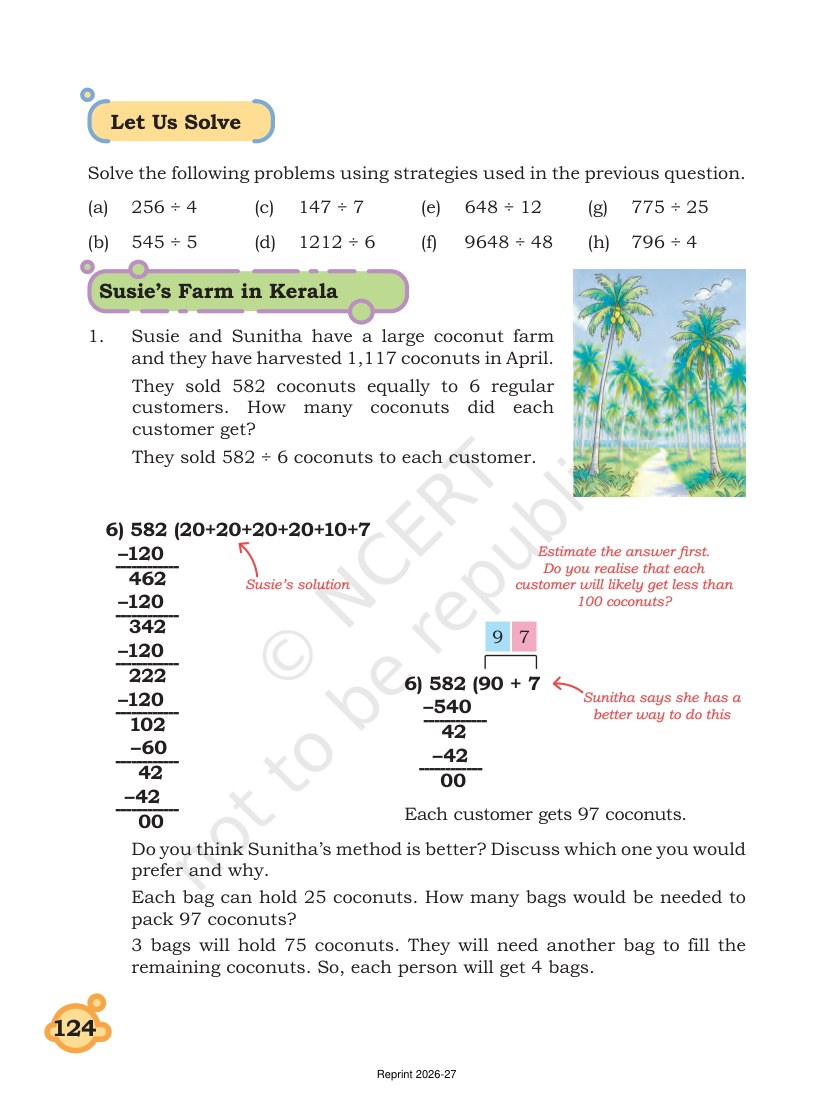 Let Us Solve
Solve the following problems using strategies used in the previous question.
(a) 256 ÷ 4 (c) 147 ÷ 7 (e) 648 ÷ 12 (g) 775 ÷ 25
(b) 545 ÷ 5 (d) 1212 ÷ 6 (f) 9648 ÷ 48 (h) 796 ÷ 4
Susie's Farm in Kerala
1. Susie and Sunitha have a large coconut farm
and they have harvested 1,117 coconuts in April.
They sold 582 coconuts equally to 6 regular
customers. How many coconuts did each
customer get?
They sold 582 ÷ 6 coconuts to each customer.
6) 582 (20+20+20+20+10+7
–120
462
–120
342
–120
222
–120
102
–60
42
–42
00
Susie's solution
Estimate the answer first.
Do you realise that each
customer will likely get less than
100 coconuts?
9 7
6) 582 (90 + 7
–540
42
–42
00
Sunitha says she has a
better way to do this
Each customer gets 97 coconuts.
Do you think Sunitha's method is better? Discuss which one you would
prefer and why.
Each bag can hold 25 coconuts. How many bags would be needed to
pack 97 coconuts?
3 bags will hold 75 coconuts. They will need another bag to fill the
remaining coconuts. So, each person will get 4 bags.
124
Reprint 2026-27
© NCERT
not to be republi